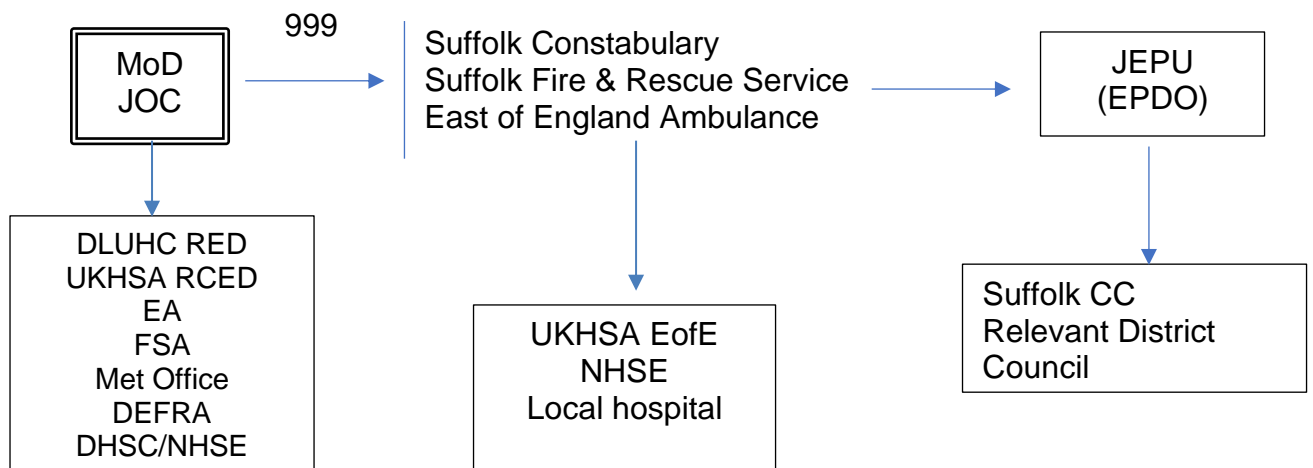 999
MoD
JOC
Suffolk Constabulary
Suffolk Fire & Rescue Service
East of England Ambulance
JEPU
(EPDO)
DLUHC RED
UKHSA RCED
EA
FSA
Met Office
DEFRA
DHSC/NHSE
UKHSA EofE
NHSE
Local hospital
Suffolk CC
Relevant District
Council